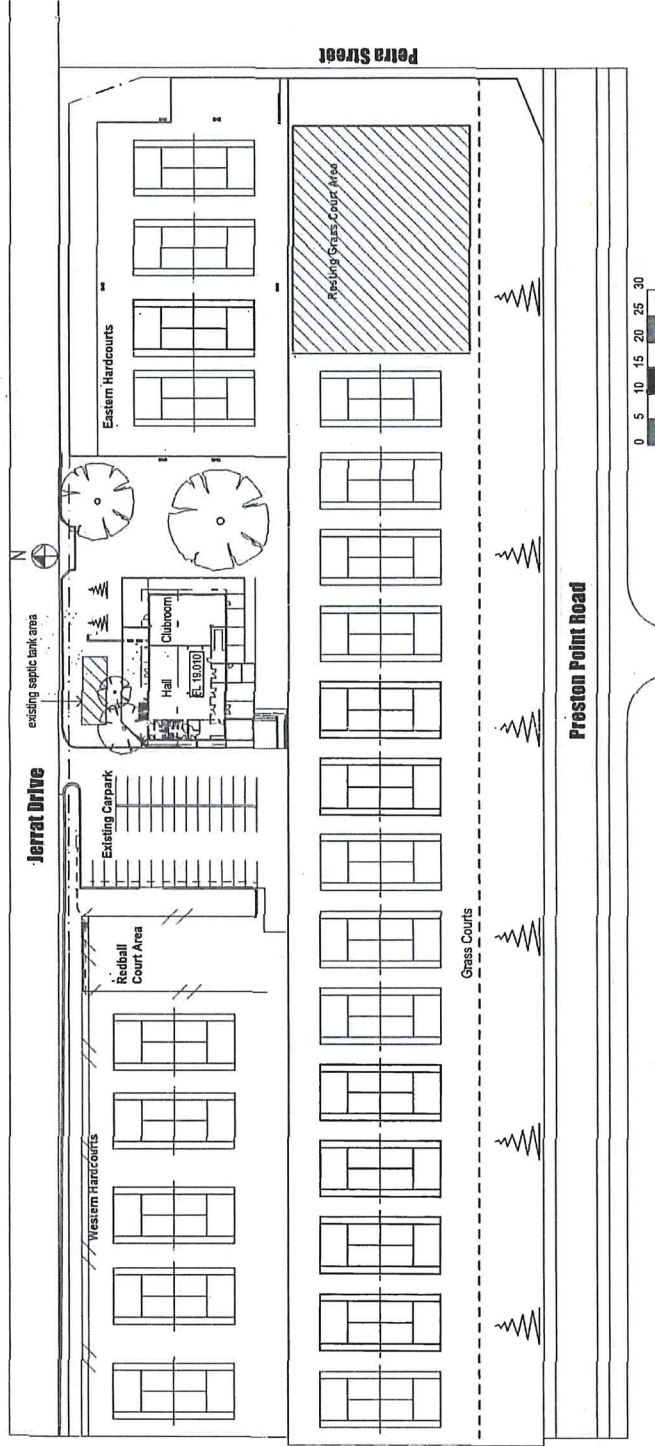 Petra Street
Jerrat Drive
N
existing septic tank area
Eastern Hardcourts
Clubroom
Hall
FL 19.010
Existing Carpark
Redball
Court Area
Western Hardcourts
Resting Grass Court Area
Grass Courts
Preston Point Road
0 5 10 15 20 25 30